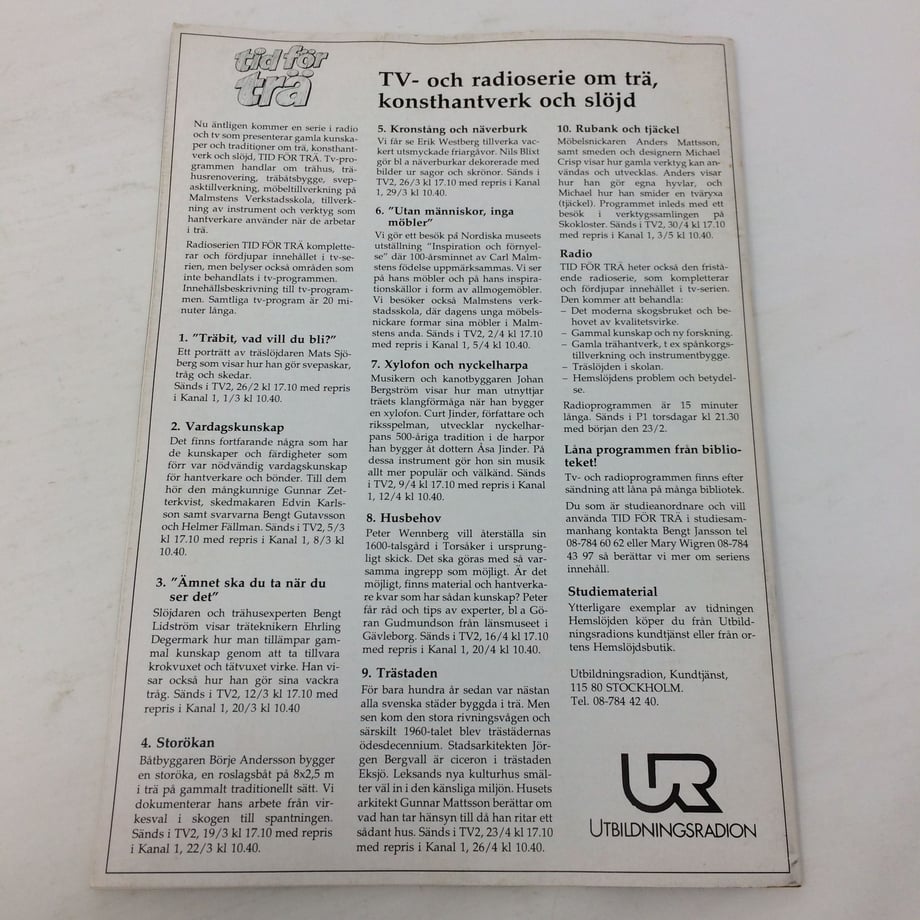 tid för
trä
TV- och radioserie om trä,
konsthantverk och slöjd
Nu äntligen kommer en serie i radio
och tv som presenterar gamla kunska-
per och traditioner om trä, konsthant-
verk och slöjd, TID FÖR TRÄ. Tv-pro-
grammen handlar om trähus, trä-
husrenovering, träbåtsbygge, svep-
asktillverkning, möbeltillverkning på
Malmstens Verkstadsskola, tillverk-
ning av instrument och verktyg som
hantverkare använder när de arbetar
i trä.
Radioserien TID FÖR TRÄ komplette-
rar och fördjupar innehållet i tv-se-
rien, men belyser också områden som
inte behandlats i tv-programmen.
Innehållsbeskrivning till tv-program-
men. Samtliga tv-program är 20 mi-
nuter långa.
1. "Träbit, vad vill du bli?"
Ett porträtt av träslöjdaren Mats Sjö-
berg som visar hur han gör svepaskar,
tråg och skedar.
Sänds i TV2, 26/2 kl 17.10 med repris
i Kanal 1, 1/3 kl 10.40.
2. Vardagskunskap
Det finns fortfarande några som har
de kunskaper och färdigheter som
förr var nödvändig vardagskunskap
för hantverkare och bönder. Till dem
hör den mångkunnige Gunnar Zet-
terkvist, skedmakaren Edvin Karls-
son samt svarvarna Bengt Gutavsson
och Helmer Fällman. Sänds i TV2, 5/3
kl 17.10 med repris i Kanal 1, 8/3 kl
10.40.
3. "Ämnet ska du ta när du
ser det"
Slöjdaren och trähusexperten Bengt
Lidström visar träteknikern Ehrling
Degermark hur man tillämpar gam-
mal kunskap genom att ta tillvara
krokvuxet och tätvuxet virke. Han vi-
sar också hur han gör sina vackra
tråg. Sänds i TV2, 12/3 kl 17.10 med
repris i Kanal 1, 20/3 kl 10.40
4. Storökan
Båtbyggaren Börje Andersson bygger
en storöka, en roslagsbåt på 8x2,5 m
i trä på gammalt traditionellt sätt. Vi
dokumenterar hans arbete från vir-
kesval i skogen till spantningen.
Sänds i TV2, 19/3 kl 17.10 med repris
i Kanal 1, 22/3 kl 10.40.
5. Kronstång och näverburk
Vi får se Erik Westberg tillverka vac-
kert utsmyckade friargåvor. Nils Blixt
gör bl a näverburkar dekorerade med
bilder ur sagor och skrönor. Sänds i
TV2, 26/3 kl 17.10 med repris i Kanal
1, 29/3 kl 10.40.
6. "Utan människor, inga
möbler"
Vi gör ett besök på Nordiska museets
utställning "Inspiration och förnyel-
se" där 100-årsminnet av Carl Malm-
stens födelse uppmärksammas. Vi ser
på hans möbler och på hans inspira-
tionskällor i form av allmogemöbler.
Vi besöker också Malmstens verk-
stadsskola, där dagens unga möbels-
nickare formar sina möbler i Malm-
stens anda. Sänds i TV2, 2/4 kl 17.10
med repris i Kanal 1, 5/4 kl 10.40.
7. Xylofon och nyckelharpa
Musikern och kanotbyggaren Johan
Bergström visar hur man utnyttjar
träets klangförmåga när han bygger
en xylofon. Curt Jinder, författare och
riksspelman, utvecklar nyckelhar-
pans 500-åriga tradition i de harpor
han bygger åt dottern Åsa Jinder. På
dessa instrument gör hon sin musik
allt mer populär och välkänd. Sänds
i TV2, 9/4 kl 17.10 med repris i Kanal
1, 12/4 kl 10.40.
8. Husbehov
Peter Wennberg vill återställa sin
1600-talsgård i Torsåker i ursprung-
ligt skick. Det ska göras med så var-
samma ingrepp som möjligt. Är det
möjligt, finns material och hantverka-
re kvar som har sådan kunskap? Peter
får råd och tips av experter, bl a Gö-
ran Gudmundson från länsmuseet i
Gävleborg. Sänds i TV2, 16/4 kl 17.10
med repris i Kanal 1, 20/4 kl 10.40.
9. Trästaden
För bara hundra år sedan var nästan
alla svenska städer byggda i trä. Men
sen kom den stora rivningsvågen och
särskilt 1960-talet blev trästädernas
ödesdecennium. Stadsarkitekten Jör-
gen Bergvall är ciceron i trästaden
Eksjö. Leksands nya kulturhus smäl-
ter väl in i den känsliga miljön. Husets
arkitekt Gunnar Mattsson berättar om
vad han tar hänsyn till då han ritar ett
sådant hus. Sänds i TV2, 23/4 kl 17.10
med repris i Kanal 1, 26/4 kl 10.40.
10. Rubank och tjäckel
Möbelsnickaren Anders Mattsson,
samt smeden och designern Michael
Crisp visar hur gamla verktyg kan an-
vändas och utvecklas. Anders visar
hur han gör egna hyvlar, och
Michael hur han smider en tväryxa
(tjäckel). Programmet inleds med ett
besök i verktygssamlingen på
Skokloster. Sänds i TV2, 30/4 kl 17.10
med repris i Kanal 1, 3/5 kl 10.40.
Radio
TID FÖR TRÄ heter också den fristå-
ende radioserie, som kompletterar
och fördjupar innehållet i tv-serien.
Den kommer att behandla:
– Det moderna skogsbruket och be-
hovet av kvalitetsvirke.
– Gammal kunskap och ny forskning.
– Gamla trähantverk, t ex spånkorgs-
tillverkning och instrumentbygge.
– Träslöjden i skolan.
– Hemslöjdens problem och betydel-
se.
Radioprogrammen är 15 minuter
långa. Sänds i P1 torsdagar kl 21.30
med början den 23/2.
Låna programmen från biblio-
teket!
Tv- och radioprogrammen finns efter
sändning att låna på många bibliotek.
Du som är studieanordnare och vill
använda TID FÖR TRÄ i studiesam-
manhang kontakta Bengt Jansson tel
08-784 60 62 eller Mary Wigren 08-784
43 97 så berättar vi mer om seriens
innehåll.
Studiematerial
Ytterligare exemplar av tidningen
Hemslöjden köper du från Utbild-
ningsradions kundtjänst eller från or-
tens Hemslöjdsbutik.
Utbildningsradion, Kundtjänst,
115 80 STOCKHOLM.
Tel. 08-784 42 40.
UR
UTBILDNINGSRADION